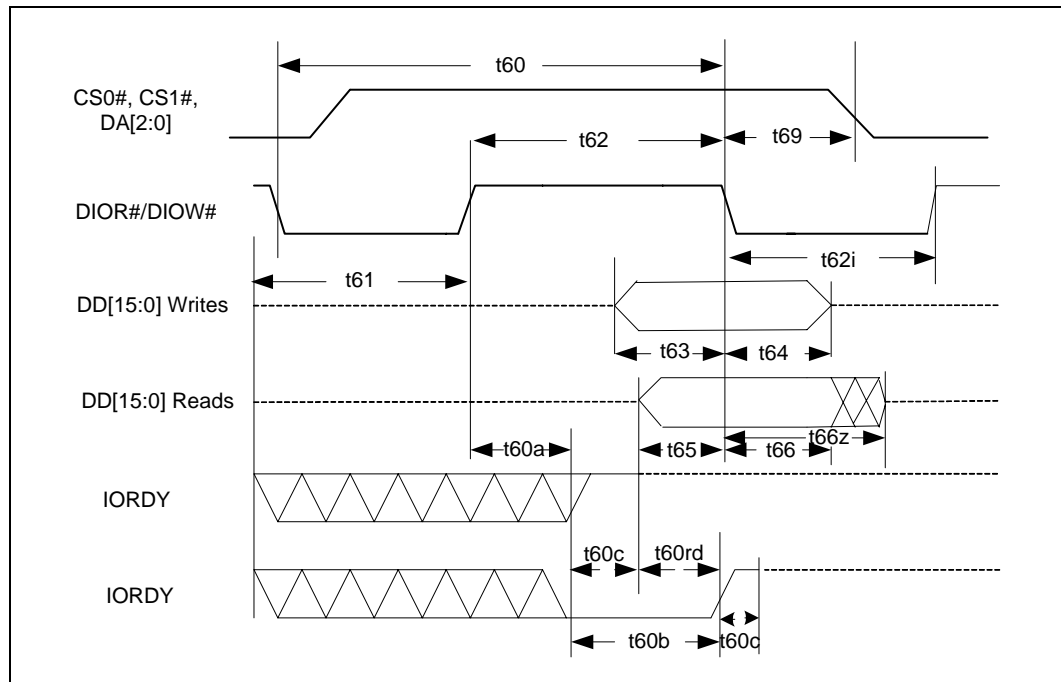 t60
CS0#, CS1#,
DA[2:0]
t62
t69
DIOR#/DIOW#
t62i
t61
DD[15:0] Writes
t63
t64
DD[15:0] Reads
t66z
t60a
t65
t66
IORDY
t60c
t60rd
IORDY
t60b
t60c